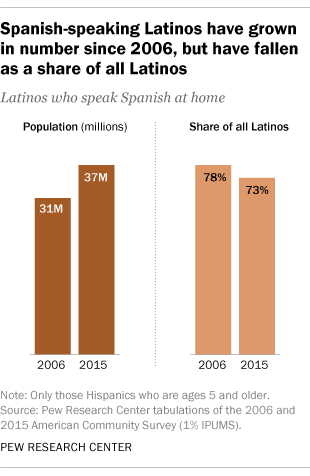 Spanish-speaking Latinos have grown
in number since 2006, but have fallen
as a share of all Latinos
Latinos who speak Spanish at home
Population (millions)
Share of all Latinos
31M
37M
78%
73%
2006
2015
2006
2015
Note: Only those Hispanics who are ages 5 and older.
Source: Pew Research Center tabulations of the 2006 and
2015 American Community Survey (1% IPUMS).
PEW RESEARCH CENTER